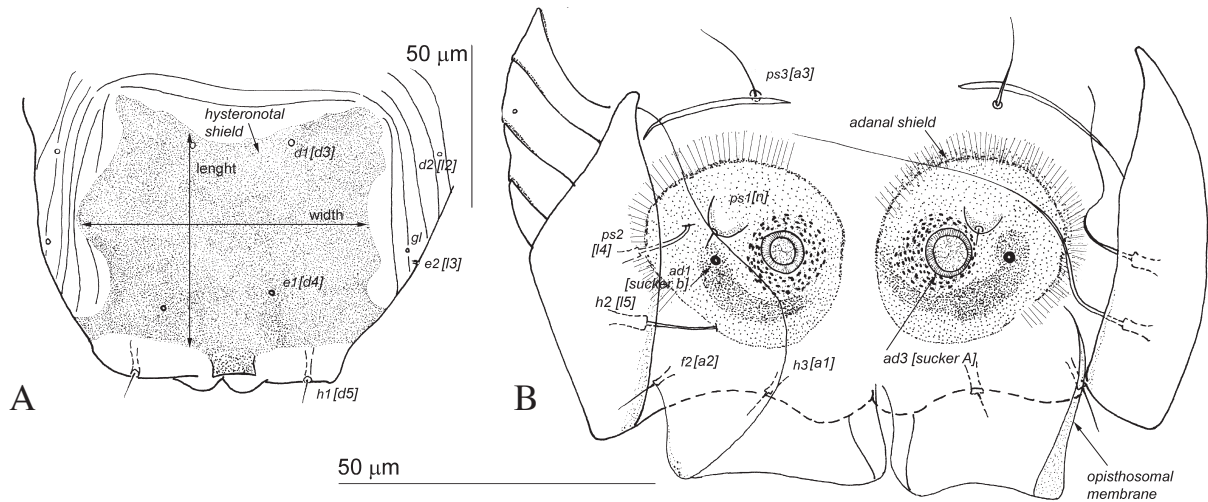 50 µm
hysteronotal
shield
d1[d3]
d2[l2]
lenght
width
gl
e2 [l3]
e1[d4]
h1[d5]
A
ps3[a3]
adanal shield
ps1[n]
ps2
[l4]
ad1
[sucker b]
h2 [l5]
f2[a2]
h3[a1]
ad3 [sucker A]
B
50 µm
opisthosomal
membrane